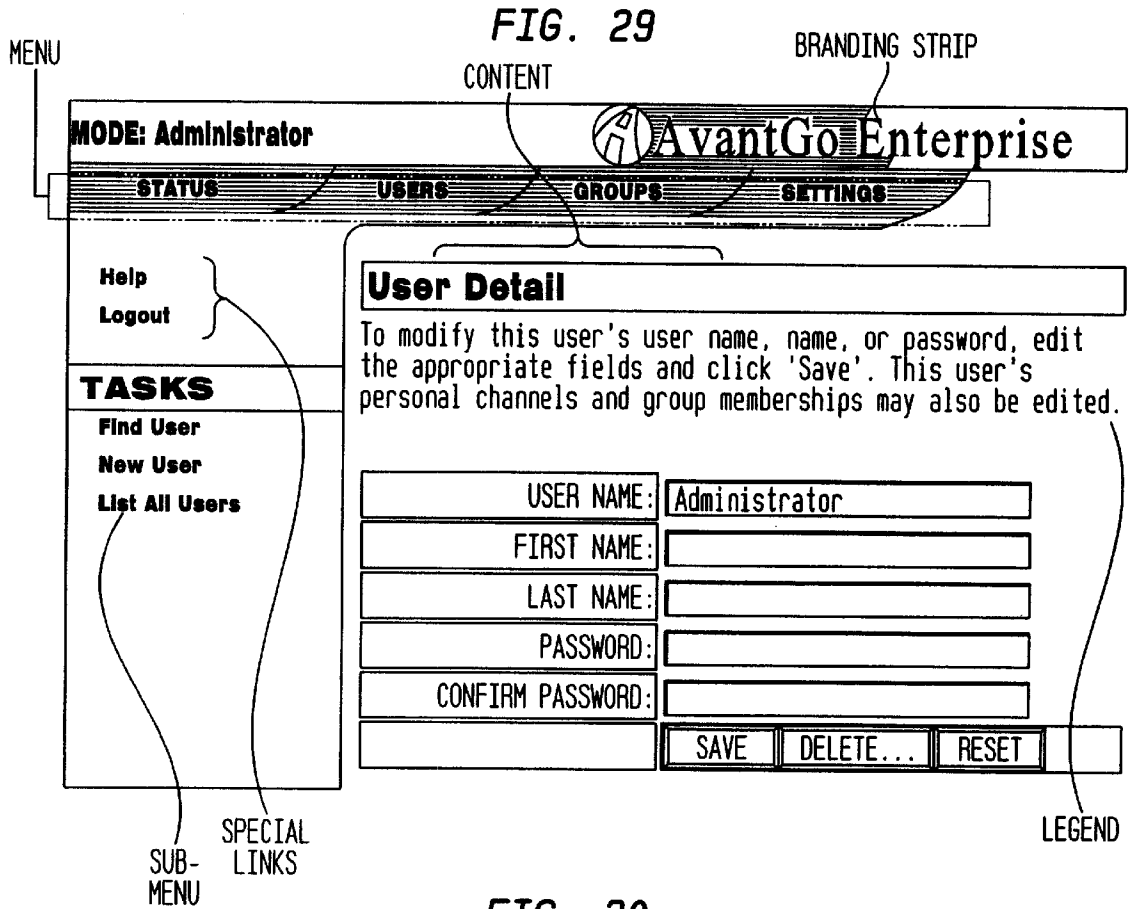 FIG. 29
MENU
CONTENT
BRANDING STRIP
MODE: Administrator
AvantGo Enterprise
STATUS USERS GROUPS SETTINGS
Help
Logout
TASKS
Find User
New User
List All Users
User Detail
To modify this user's user name, name, or password, edit
the appropriate fields and click 'Save'. This user's
personal channels and group memberships may also be edited.
USER NAME: Administrator
FIRST NAME:
LAST NAME:
PASSWORD:
CONFIRM PASSWORD:
SAVE DELETE... RESET
SUB-
MENU
SPECIAL
LINKS
LEGEND
FIG. 30